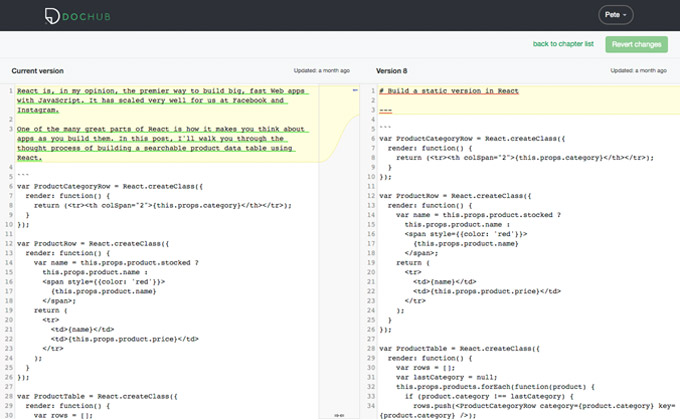 DOCHUB
Pete
back to chapter list
Revert changes
Current version
Updated: a month ago
1 React is, in my opinion, the premier way to build big, fast Web apps
with JavaScript. It has scaled very well for us at Facebook and
Instagram.
2
3 One of the many great parts of React is how it makes you think about
apps as you build them. In this post, I'll walk you through the
thought process of building a searchable product data table using
React.
4
5 ```
6 var ProductCategoryRow = React.createClass({
7 render: function() {
8 return (<tr><th colSpan="2">{this.props.category}</th></tr>);
9 }
10 });
11
12 var ProductRow = React.createClass({
13 render: function() {
14 var name = this.props.product.stocked ?
15 this.props.product.name :
16 <span style={{color: 'red'}}>
17 {this.props.product.name}
18 </span>;
19 return (
20 <tr>
21 <td>{name}</td>
22 <td>{this.props.product.price}</td>
23 </tr>
24 );
25 }
26 });
27
28 var ProductTable = React.createClass({
29 render: function() {
30 var rows = [];
Version 8
Updated: a month ago
1 # Build a static version in React
2
3 ---
4
5 ```
6 var ProductCategoryRow = React.createClass({
7 render: function() {
8 return (<tr><th colSpan="2">{this.props.category}</th></tr>);
9 }
10 });
11
12 var ProductRow = React.createClass({
13 render: function() {
14 var name = this.props.product.stocked ?
15 this.props.product.name :
16 <span style={{color: 'red'}}>
17 {this.props.product.name}
18 </span>;
19 return (
20 <tr>
21 <td>{name}</td>
22 <td>{this.props.product.price}</td>
23 </tr>
24 );
25 }
26 });
27
28 var ProductTable = React.createClass({
29 render: function() {
30 var rows = [];
31 var lastCategory = null;
32 this.props.products.forEach(function(product) {
33 if (product.category !== lastCategory) {
34 rows.push(<ProductCategoryRow category={product.category} key=
{product.category} />);